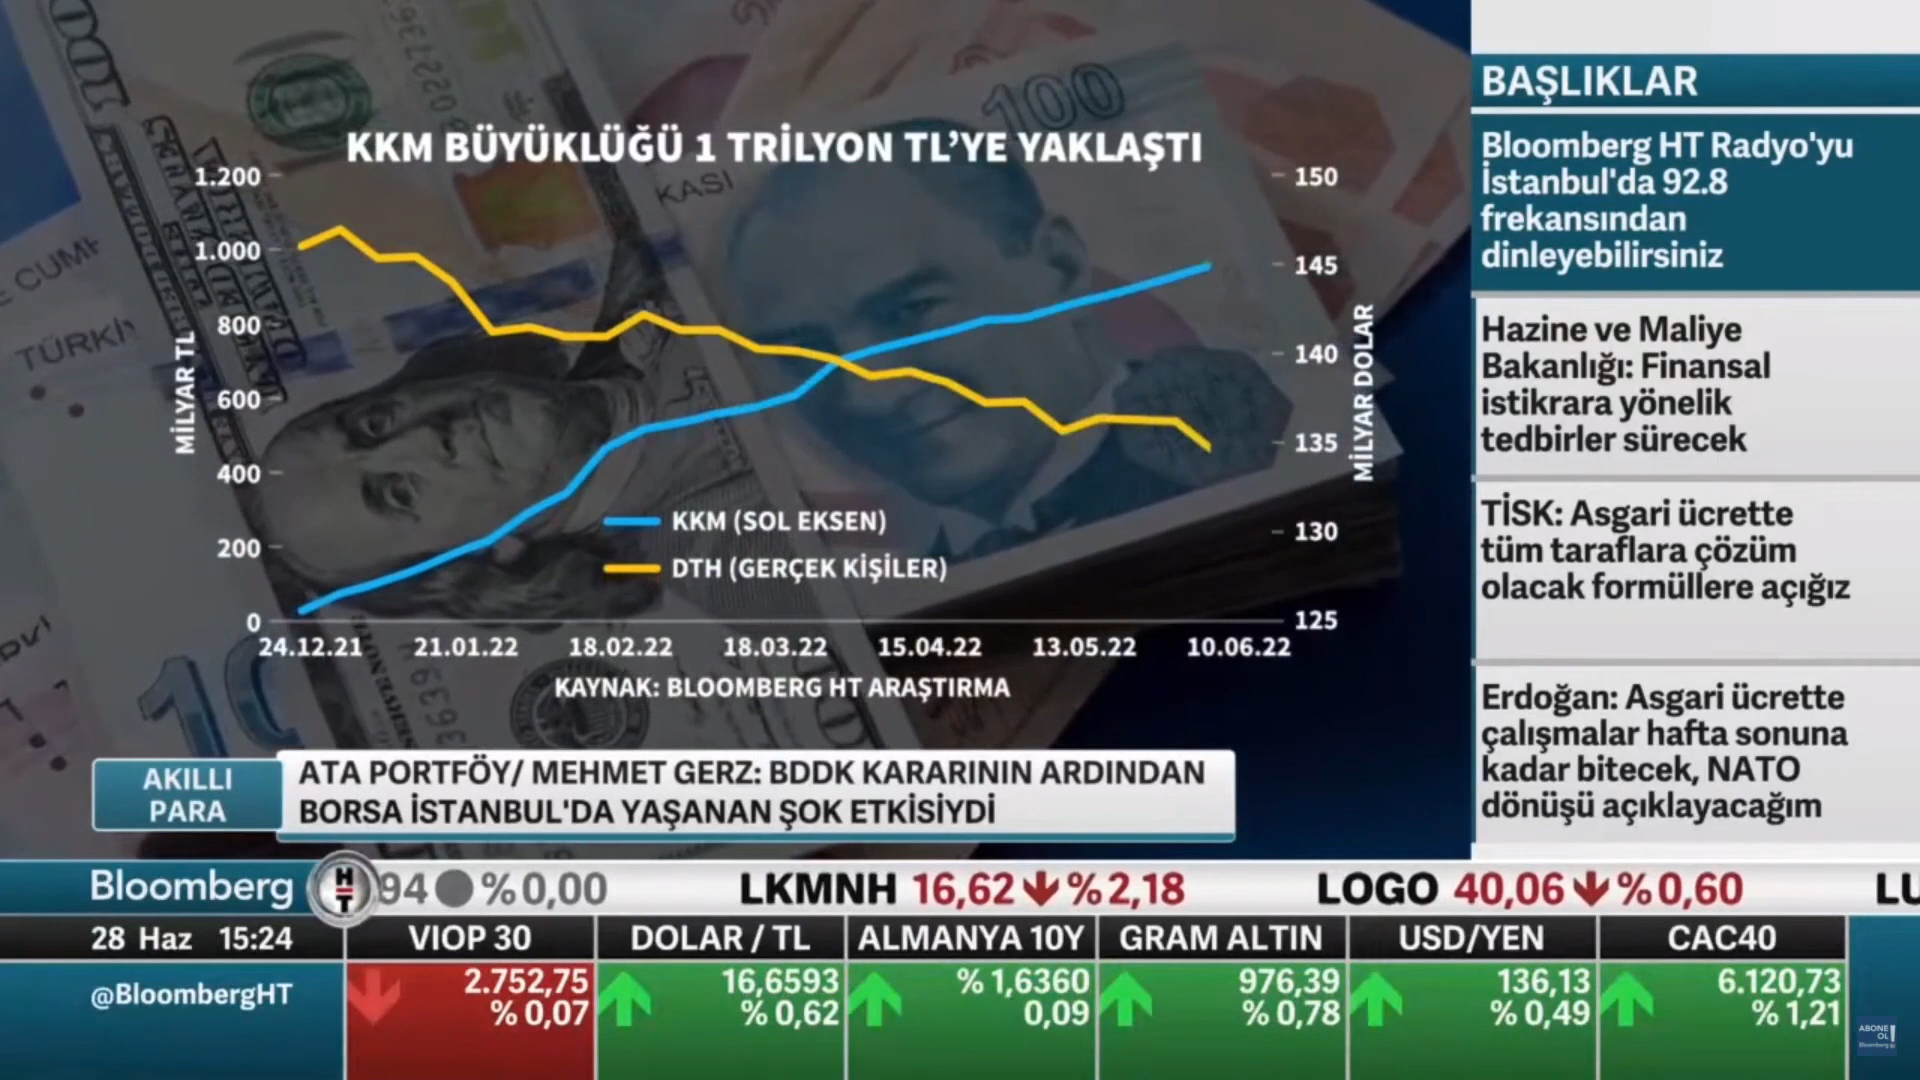 KKM BÜYÜKLÜĞÜ 1 TRİLYON TL’YE YAKLAŞTI
1.200
1.000
800
600
400
200
0
MİLYAR TL
150
145
140
135
130
125
MİLYAR DOLAR
KKM (SOL EKSEN)
DTH (GERÇEK KİŞİLER)
24.12.21 21.01.22 18.02.22 18.03.22 15.04.22 13.05.22 10.06.22
KAYNAK: BLOOMBERG HT ARAŞTIRMA
100
KASI
TÜRKİ
BAŞLIKLAR
Bloomberg HT Radyo'yu
İstanbul'da 92.8
frekansından
dinleyebilirsiniz
Hazine ve Maliye
Bakanlığı: Finansal
istikrara yönelik
tedbirler sürecek
TİSK: Asgari ücrette
tüm taraflara çözüm
olacak formüllere açığız
Erdoğan: Asgari ücrette
çalışmalar hafta sonuna
kadar bitecek, NATO
dönüşü açıklayacağım
AKILLI
PARA
ATA PORTFÖY/ MEHMET GERZ: BDDK KARARININ ARDINDAN
BORSA İSTANBUL'DA YAŞANAN ŞOK ETKİSİYDİ
Bloomberg HT 94 %0,00 LKMNH 16,62 %2,18 LOGO 40,06 %0,60 LU
28 Haz 15:24 VIOP 30 DOLAR / TL ALMANYA 10Y GRAM ALTIN USD/YEN CAC40
@BloombergHT 2.752,75 16,6593 % 1,6360 976,39 136,13 6.120,73
% 0,07 % 0,62 0,09 % 0,78 % 0,49 % 1,21
ABONE
OL!
Bloomberg